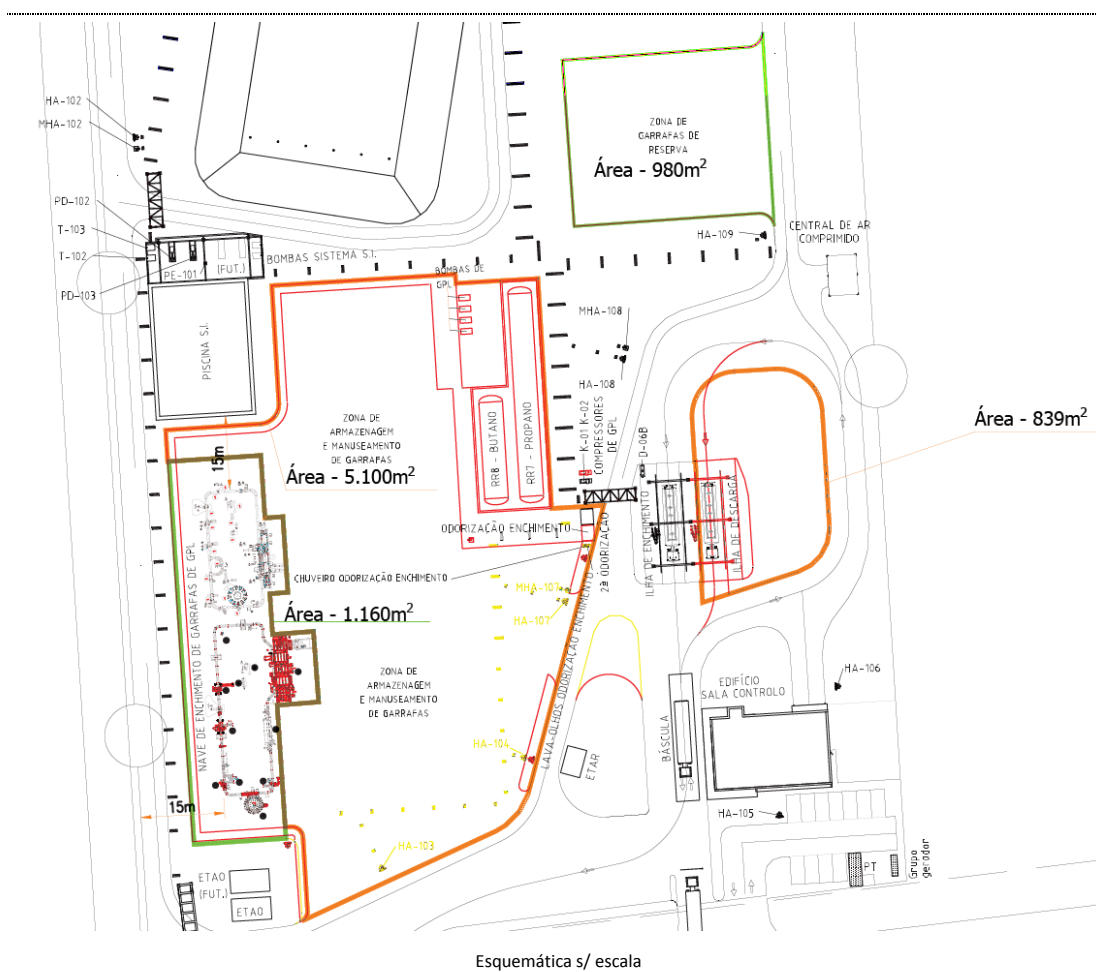 HA-102
MHA-102
PD-102
T-103
T-102
PD-103
PE-101
(FUT.)
BOMBAS SISTEMA S.I.
PISCINA S.I.
ZONA DE
GARRAFAS DE
RESERVA
Área - 980m²
HA-109
CENTRAL DE AR
COMPRIMIDO
BOMBAS DE
GPL
MHA-108
HA-108
K-01 K-02
COMPRESSORES
DE GPL
D-06B
RR8 - BUTANO
RR7 - PROPANO
ZONA DE
ARMAZENAGEM
E MANUSEAMENTO
DE GARRAFAS
Área - 5.100m²
Área - 839m²
15m
ODORIZAÇÃO ENCHIMENTO
2ª ODORIZAÇÃO
ILHA DE ENCHIMENTO
ILHA DE DESCARGA
CHUVEIRO ODORIZAÇÃO ENCHIMENTO
MHA-107
HA-107
LAVA-OLHOS ODORIZAÇÃO ENCHIMENTO
NAVE DE ENCHIMENTO DE GARRAFAS DE GPL
Área - 1.160m²
ZONA DE
ARMAZENAGEM
E MANUSEAMENTO
DE GARRAFAS
HA-104
ETAR
BÁSCULA
EDIFÍCIO
SALA CONTROLO
HA-106
HA-105
15m
HA-103
ETAO
(FUT.)
ETAO
PT
Grupo
gerador
Esquemática s/ escala